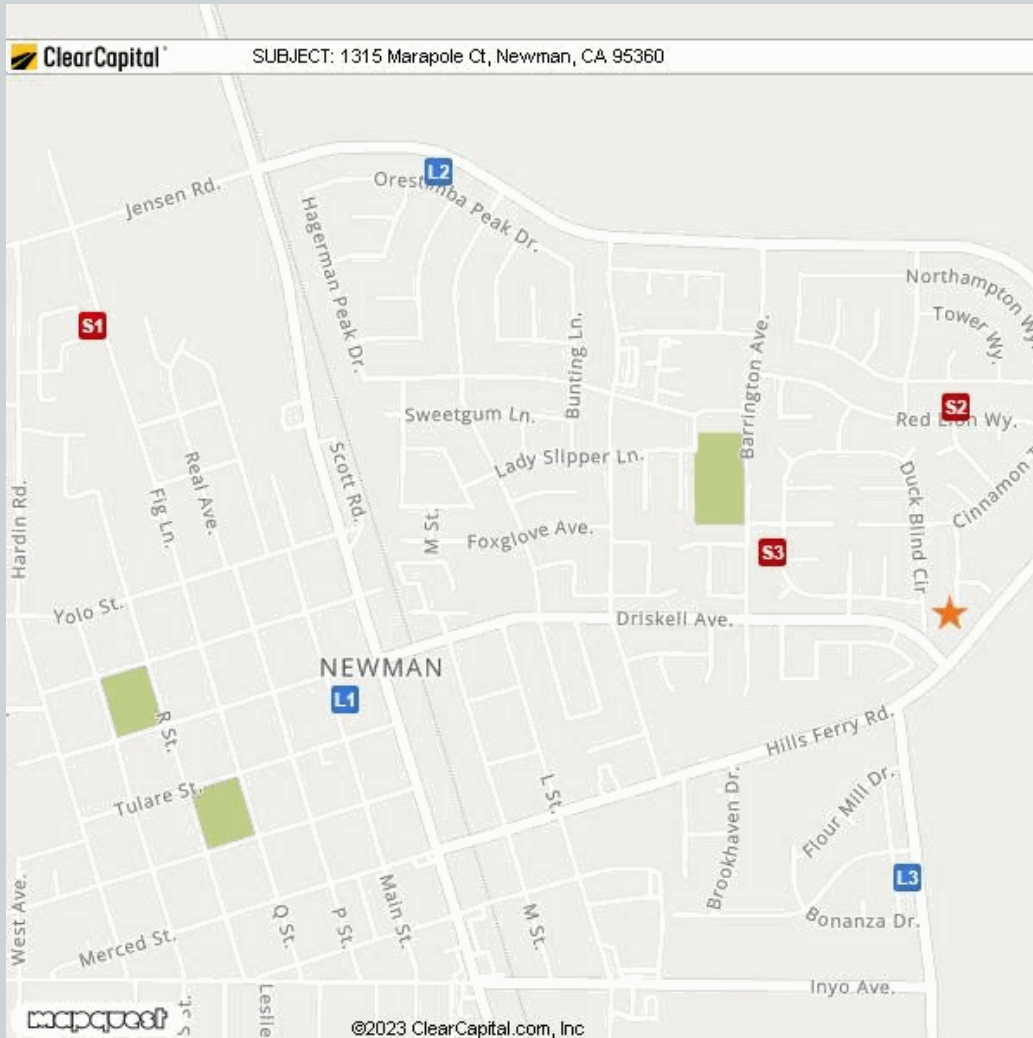 ClearCapital
SUBJECT: 1315 Marapole Ct, Newman, CA 95360
L2
Jensen Rd.
Orestimba Peak Dr.
Hagerman Peak Dr.
Northampton Wy.
Tower Wy.
S1
Bunting Ln.
Barrington Ave.
S2
Sweetgum Ln.
Red Lion Wy.
Lady Slipper Ln.
Scott Rd.
Real Ave.
Fig Ln.
Hardin Rd.
M St.
Foxglove Ave.
S3
Duck Blind Cir
Cinnamon
Yolo St.
Driskell Ave.
NEWMAN
L1
R St.
Hills Ferry Rd.
Tulare St.
L St.
Brookhaven Dr.
Flour Mill Dr.
L3
West Ave.
Merced St.
Q St.
P St.
Main St.
M St.
Bonanza Dr.
Inyo Ave.
Leslie
mapquest
©2023 ClearCapital.com, Inc